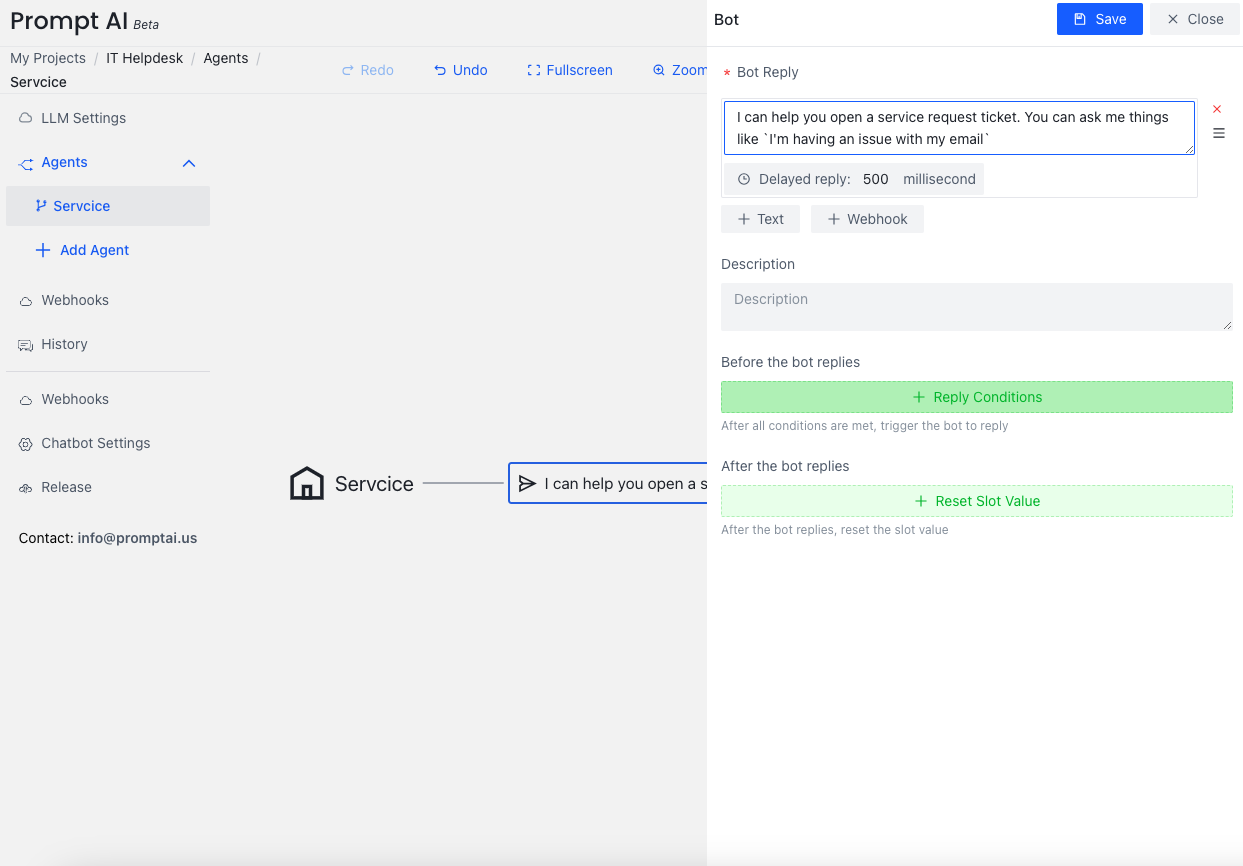 Prompt AI Beta
My Projects / IT Helpdesk / Agents /
Servcice
Redo
Undo
Fullscreen
Zoom
LLM Settings
Agents
Servcice
Add Agent
Webhooks
History
Webhooks
Chatbot Settings
Release
Contact: info@promptai.us
Servcice
I can help you open a s
Bot
Save
Close
* Bot Reply
I can help you open a service request ticket. You can ask me things
like `I'm having an issue with my email`
Delayed reply: 500 millisecond
+ Text
+ Webhook
Description
Description
Before the bot replies
+ Reply Conditions
After all conditions are met, trigger the bot to reply
After the bot replies
+ Reset Slot Value
After the bot replies, reset the slot value